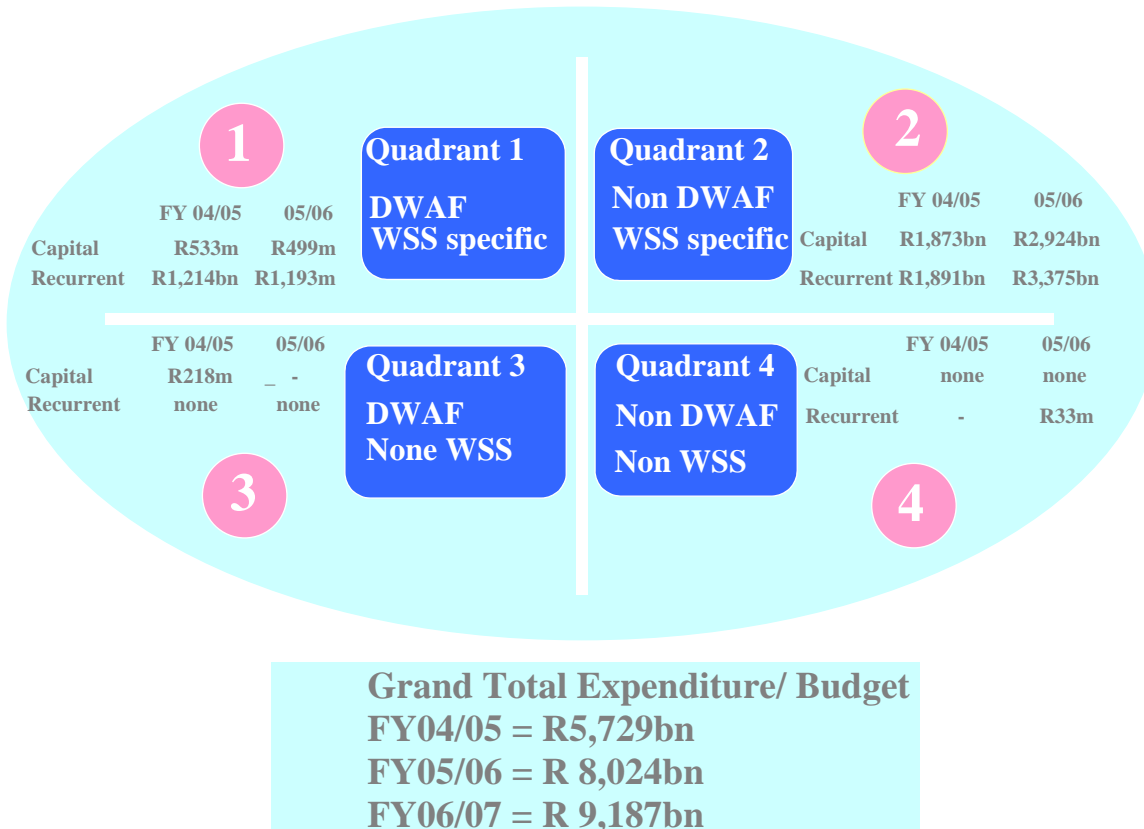 1
Quadrant 1
DWAF
WSS specific
FY 04/05 05/06
Capital R533m R499m
Recurrent R1,214bn R1,193m
Quadrant 2
Non DWAF
WSS specific
2
FY 04/05 05/06
Capital R1,873bn R2,924bn
Recurrent R1,891bn R3,375bn
FY 04/05 05/06
Capital R218m _ -
Recurrent none none
Quadrant 3
DWAF
None WSS
3
Quadrant 4
Non DWAF
Non WSS
FY 04/05 05/06
Capital none none
Recurrent - R33m
4
Grand Total Expenditure/ Budget
FY04/05 = R5,729bn
FY05/06 = R 8,024bn
FY06/07 = R 9,187bn